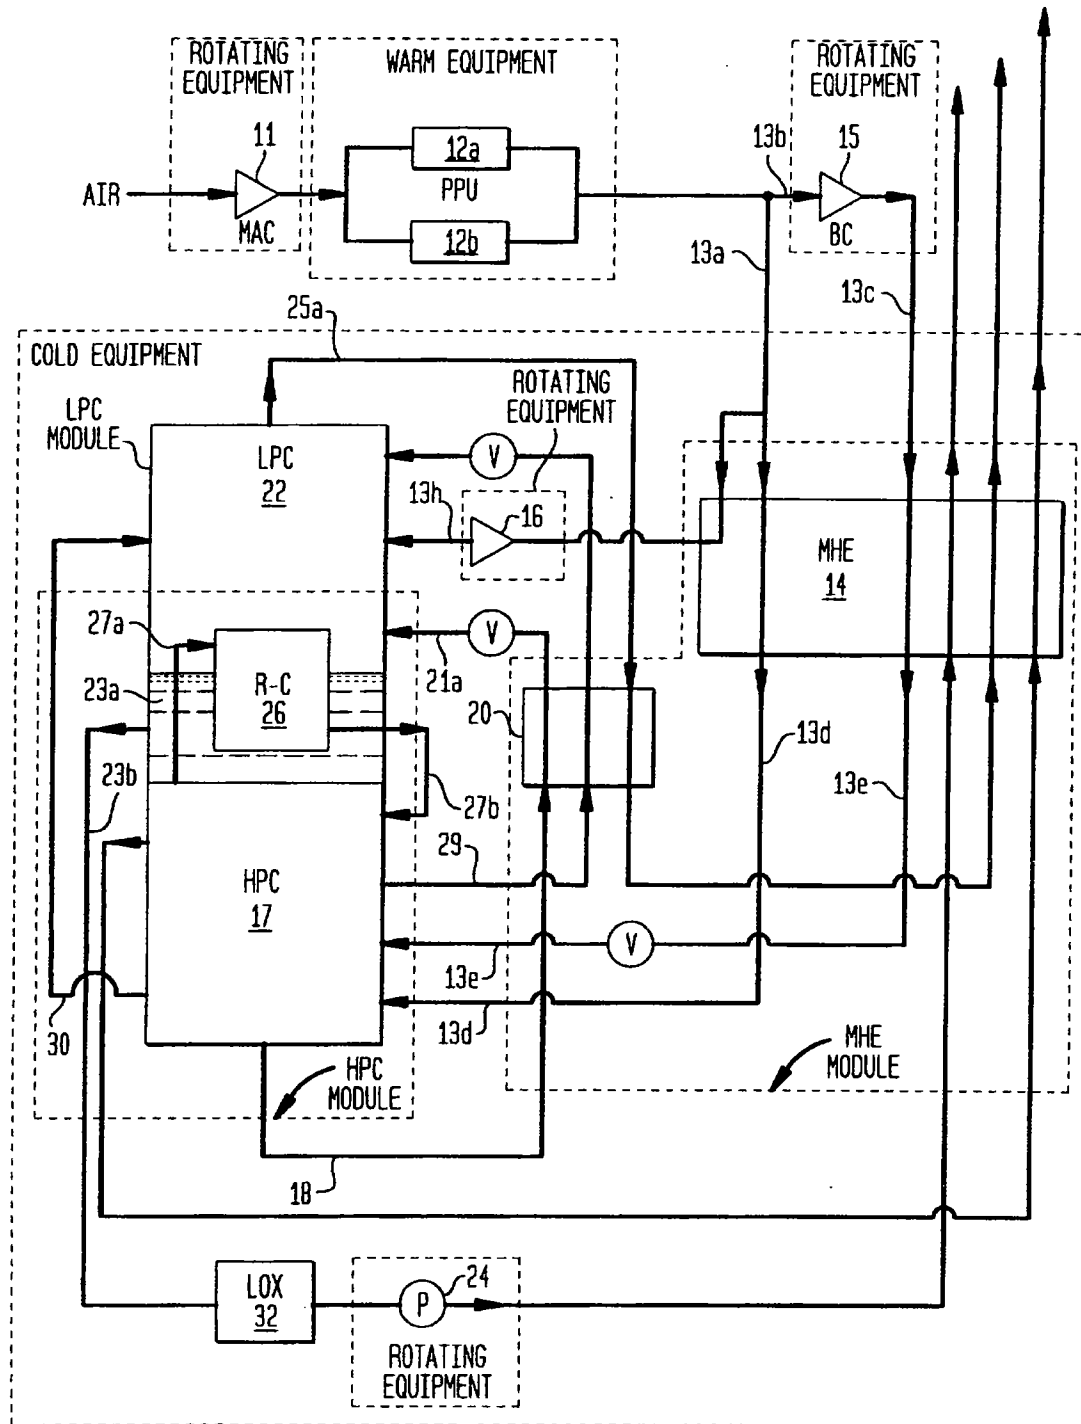 ROTATING
EQUIPMENT
WARM EQUIPMENT
ROTATING
EQUIPMENT
11
12a
13b
15
AIR
PPU
MAC
12b
BC
13a
25a
13c
COLD EQUIPMENT
ROTATING
EQUIPMENT
LPC
MODULE
LPC
22
V
13h
16
MHE
14
27a
V
R-C
26
21a
23a
20
13d
23b
27b
13e
29
HPC
17
V
13e
30
13d
MHE
MODULE
HPC
MODULE
18
LOX
32
P
24
ROTATING
EQUIPMENT